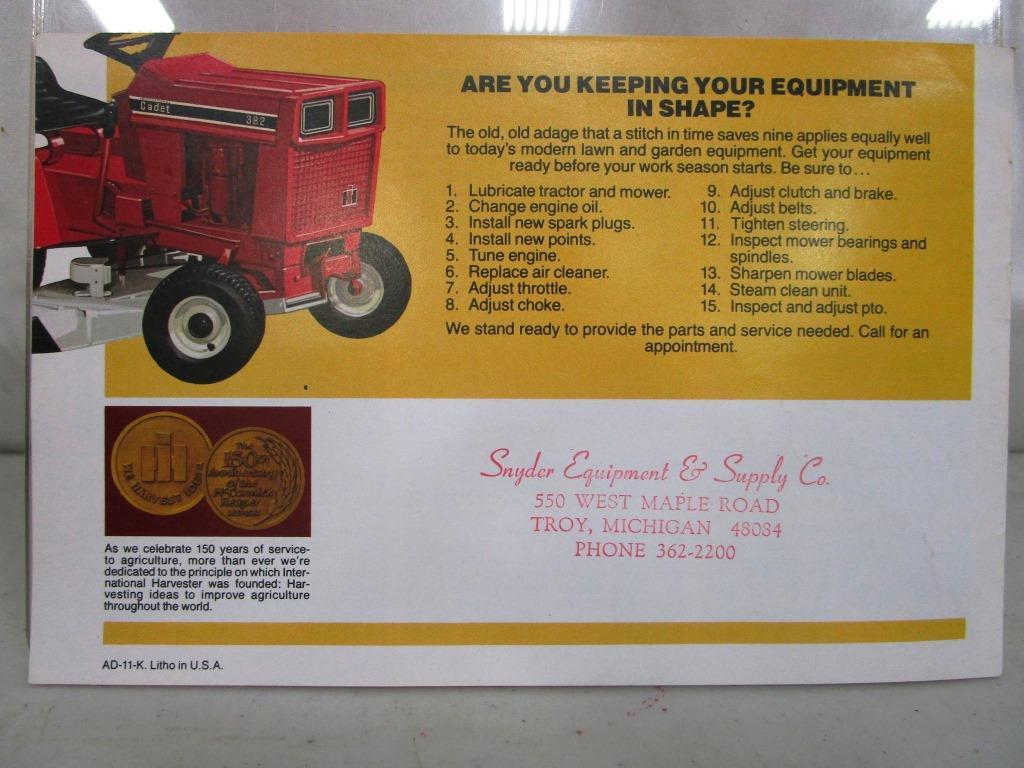 Cadet
382
IH
ARE YOU KEEPING YOUR EQUIPMENT
IN SHAPE?
The old, old adage that a stitch in time saves nine applies equally well
to today's modern lawn and garden equipment. Get your equipment
ready before your work season starts. Be sure to...
1. Lubricate tractor and mower.
2. Change engine oil.
3. Install new spark plugs.
4. Install new points.
5. Tune engine.
6. Replace air cleaner.
7. Adjust throttle.
8. Adjust choke.
9. Adjust clutch and brake.
10. Adjust belts.
11. Tighten steering.
12. Inspect mower bearings and
spindles.
13. Sharpen mower blades.
14. Steam clean unit.
15. Inspect and adjust pto.
We stand ready to provide the parts and service needed. Call for an
appointment.
The
150th
Anniversary
of the
McCormick
Reaper
As we celebrate 150 years of service-
to agriculture, more than ever we're
dedicated to the principle on which Inter-
national Harvester was founded: Har-
vesting ideas to improve agriculture
throughout the world.
Snyder Equipment & Supply Co.
550 WEST MAPLE ROAD
TROY, MICHIGAN 48084
PHONE 362-2200
AD-11-K. Litho in U.S.A.